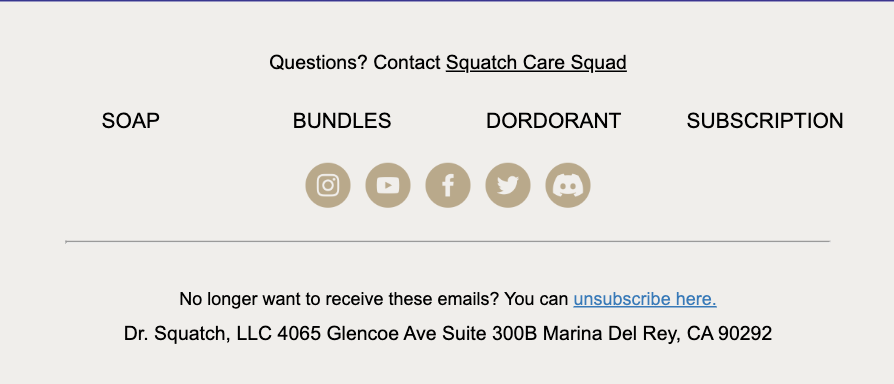 Questions? Contact Squatch Care Squad
SOAP BUNDLES DORDORANT SUBSCRIPTION
No longer want to receive these emails? You can unsubscribe here.
Dr. Squatch, LLC 4065 Glencoe Ave Suite 300B Marina Del Rey, CA 90292